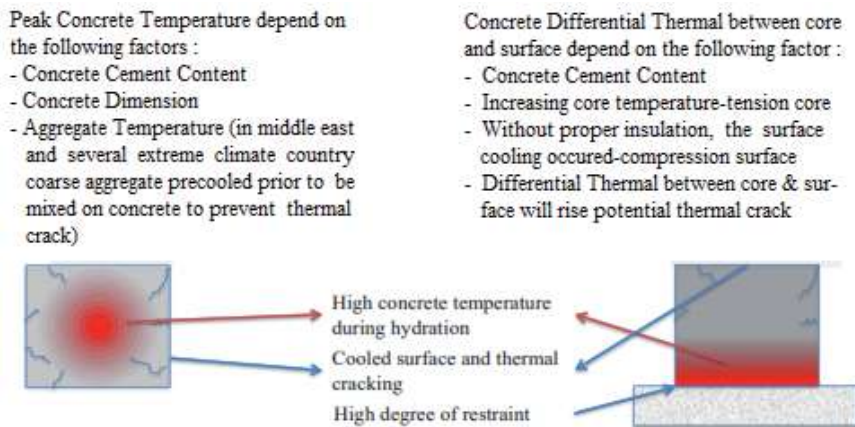 Peak Concrete Temperature depend on
the following factors :
- Concrete Cement Content
- Concrete Dimension
- Aggregate Temperature (in middle east
and several extreme climate country
coarse aggregate precooled prior to be
mixed on concrete to prevent thermal
crack)
Concrete Differential Thermal between core
and surface depend on the following factor :
- Concrete Cement Content
- Increasing core temperature-tension core
- Without proper insulation, the surface
cooling occured-compression surface
- Differential Thermal between core & sur-
face will rise potential thermal crack
High concrete temperature
during hydration
Cooled surface and thermal
cracking
High degree of restraint